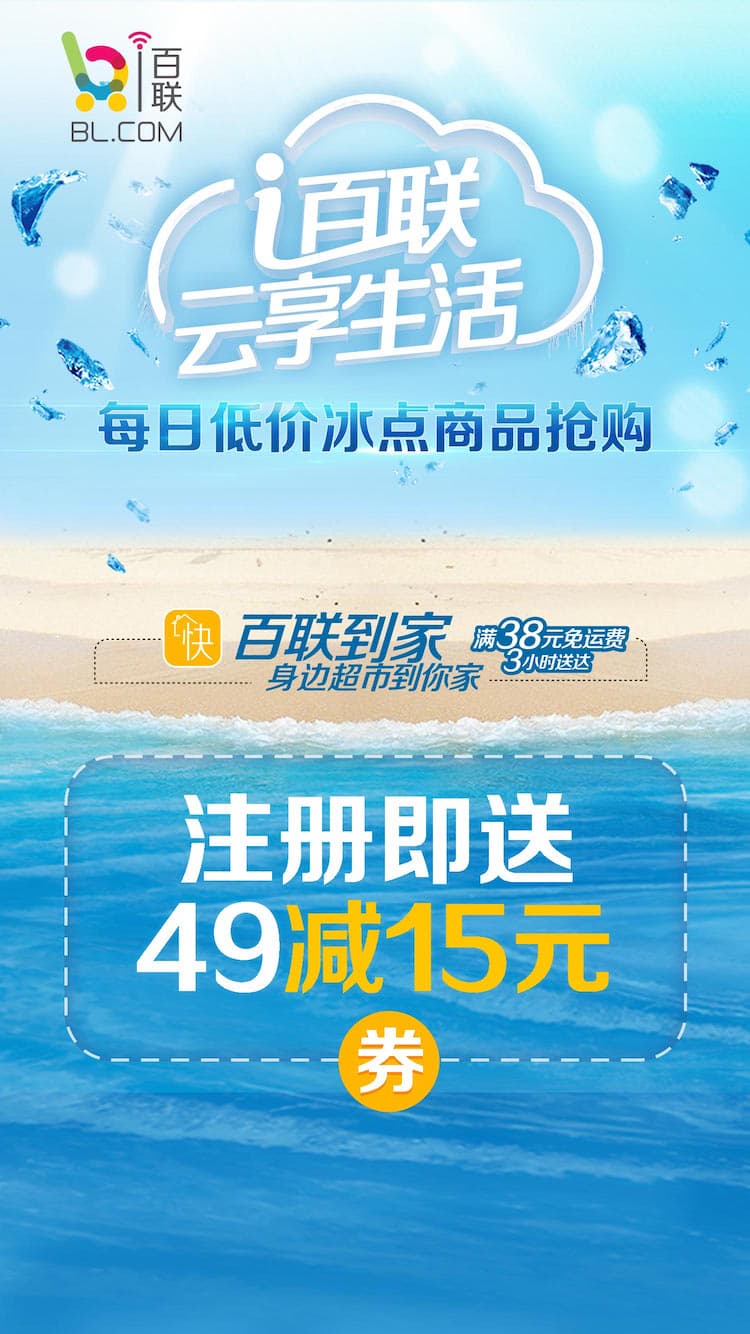 i百联
BL.COM
i百联
云享生活
每日低价冰点商品抢购
快 百联到家
身边超市到你家
满38元免运费
3小时送达
注册即送
49减15元
券